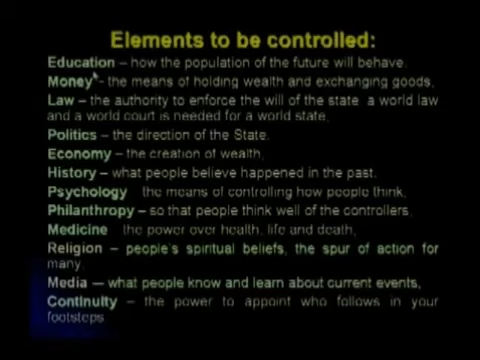 Elements to be controlled:
Education – how the population of the future will behave.
Money - the means of holding wealth and exchanging goods,
Law – the authority to enforce the will of the state a world law
and a world court is needed for a world state,
Politics – the direction of the State.
Economy – the creation of wealth,
History – what people believe happened in the past.
Psychology the means of controlling how people think,
Philanthropy – so that people think well of the controllers,
Medicine the power over health, life and death,
Religion – people's spiritual beliefs, the spur of action for
many,
Media – what people know and learn about current events,
Continuity – the power to appoint who follows in your
footsteps